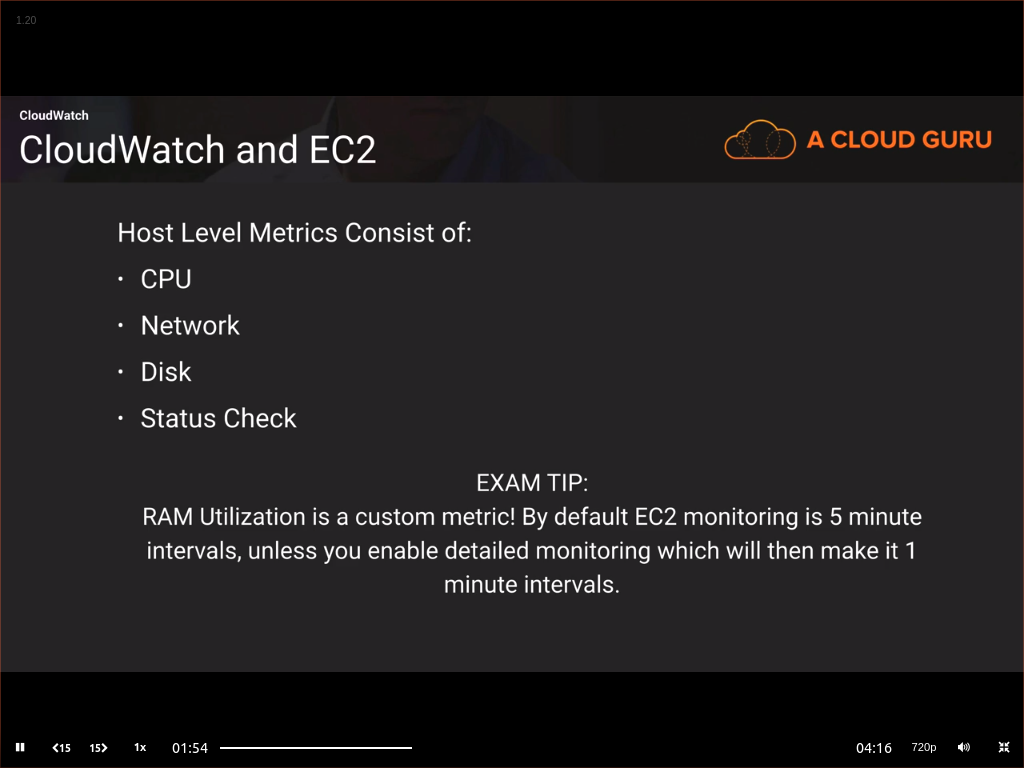 1.20
CloudWatch
CloudWatch and EC2
A CLOUD GURU
Host Level Metrics Consist of:
· CPU
· Network
· Disk
· Status Check
EXAM TIP:
RAM Utilization is a custom metric! By default EC2 monitoring is 5 minute
intervals, unless you enable detailed monitoring which will then make it 1
minute intervals.
15 15 1x 01:54 04:16 720p